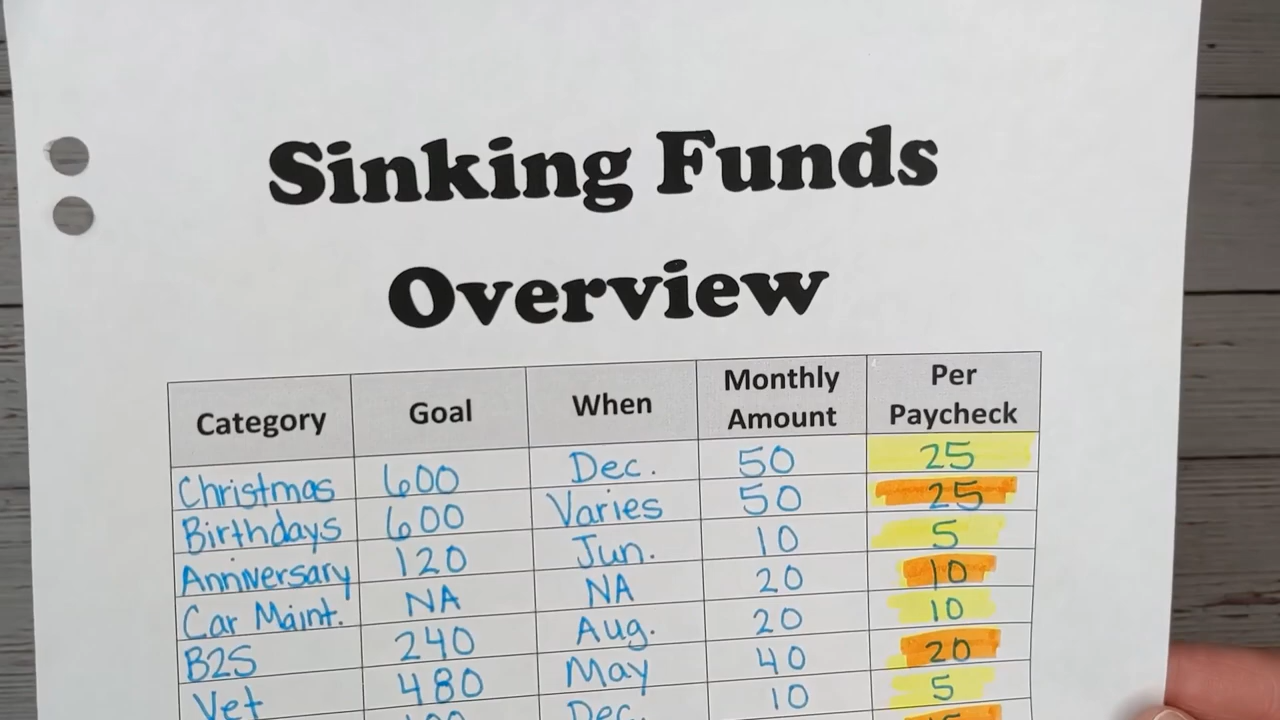 Sinking Funds
Overview
Category Goal When Monthly Amount Per Paycheck
Christmas 600 Dec. 50 25
Birthdays 600 Varies 50 25
Anniversary 120 Jun. 10 5
Car Maint. NA NA 20 10
B2S 240 Aug. 20 10
Vet 480 May 40 20
Dec. 10 5